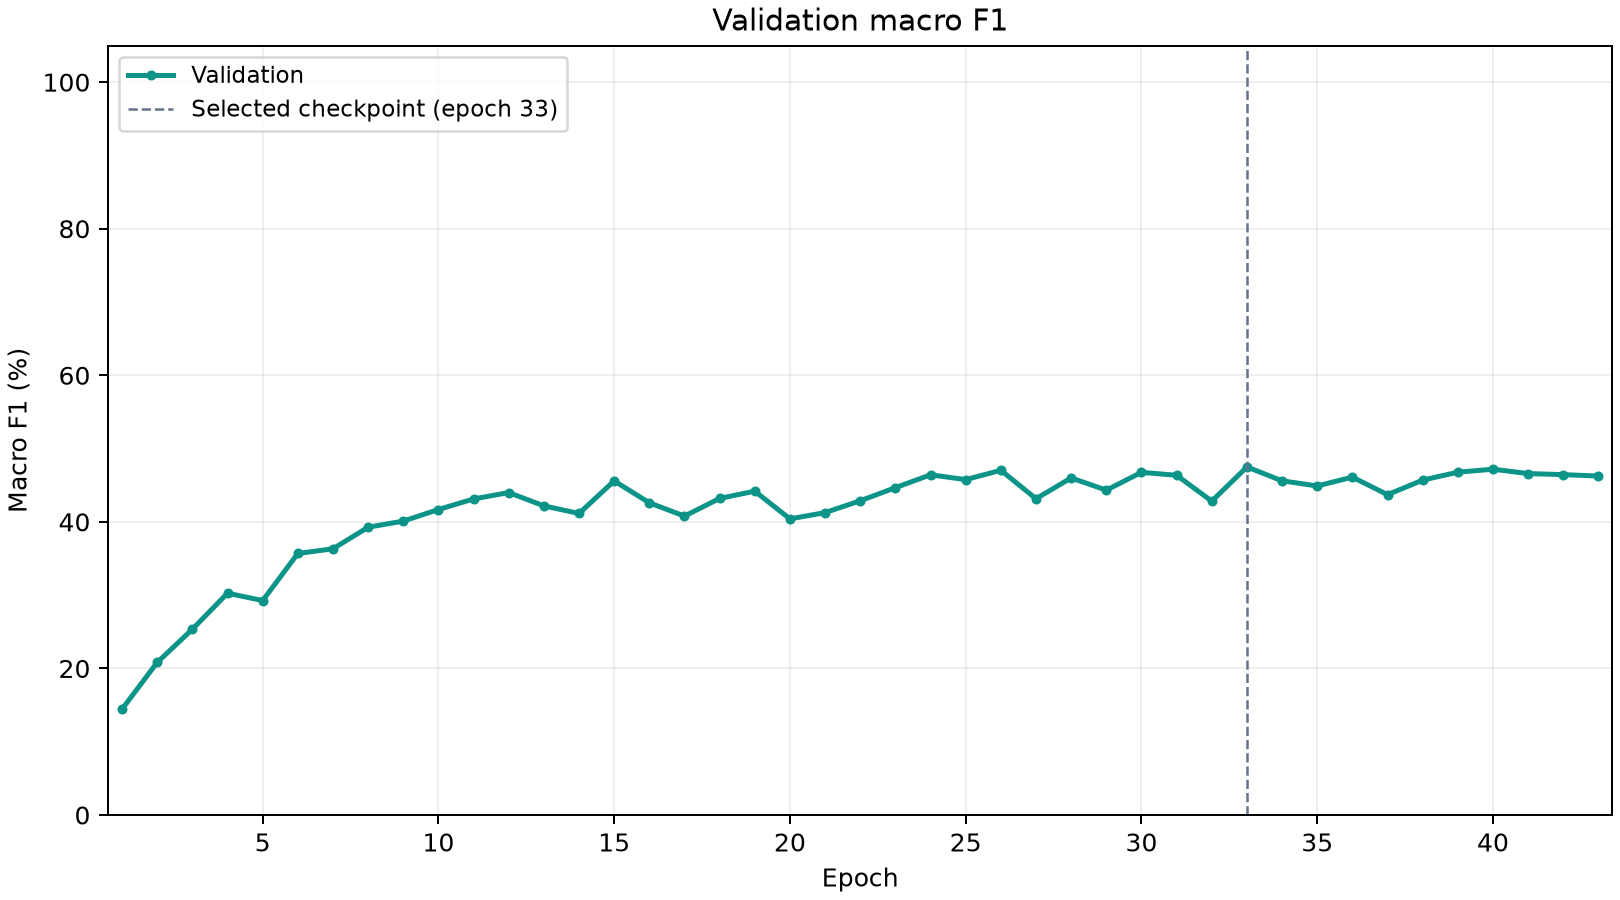 Validation macro F1
Validation
Selected checkpoint (epoch 33)
Macro F1 (%)
100
80
60
40
20
0
5 10 15 20 25 30 35 40
Epoch